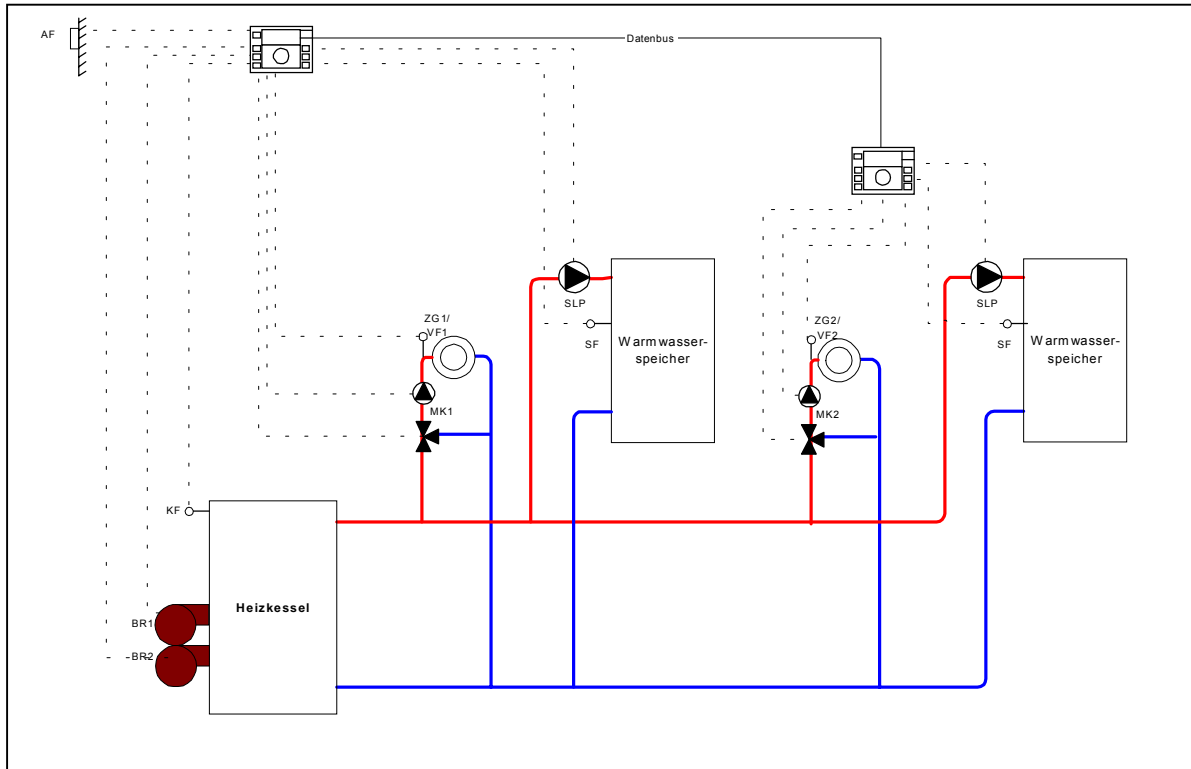 AF
Datenbus
SLP
SLP
ZG1/
VF1
SF
Warmwasser-
speicher
ZG2/
VF2
SF
Warmwasser-
speicher
MK1
MK2
KF
Heizkessel
BR1
BR2